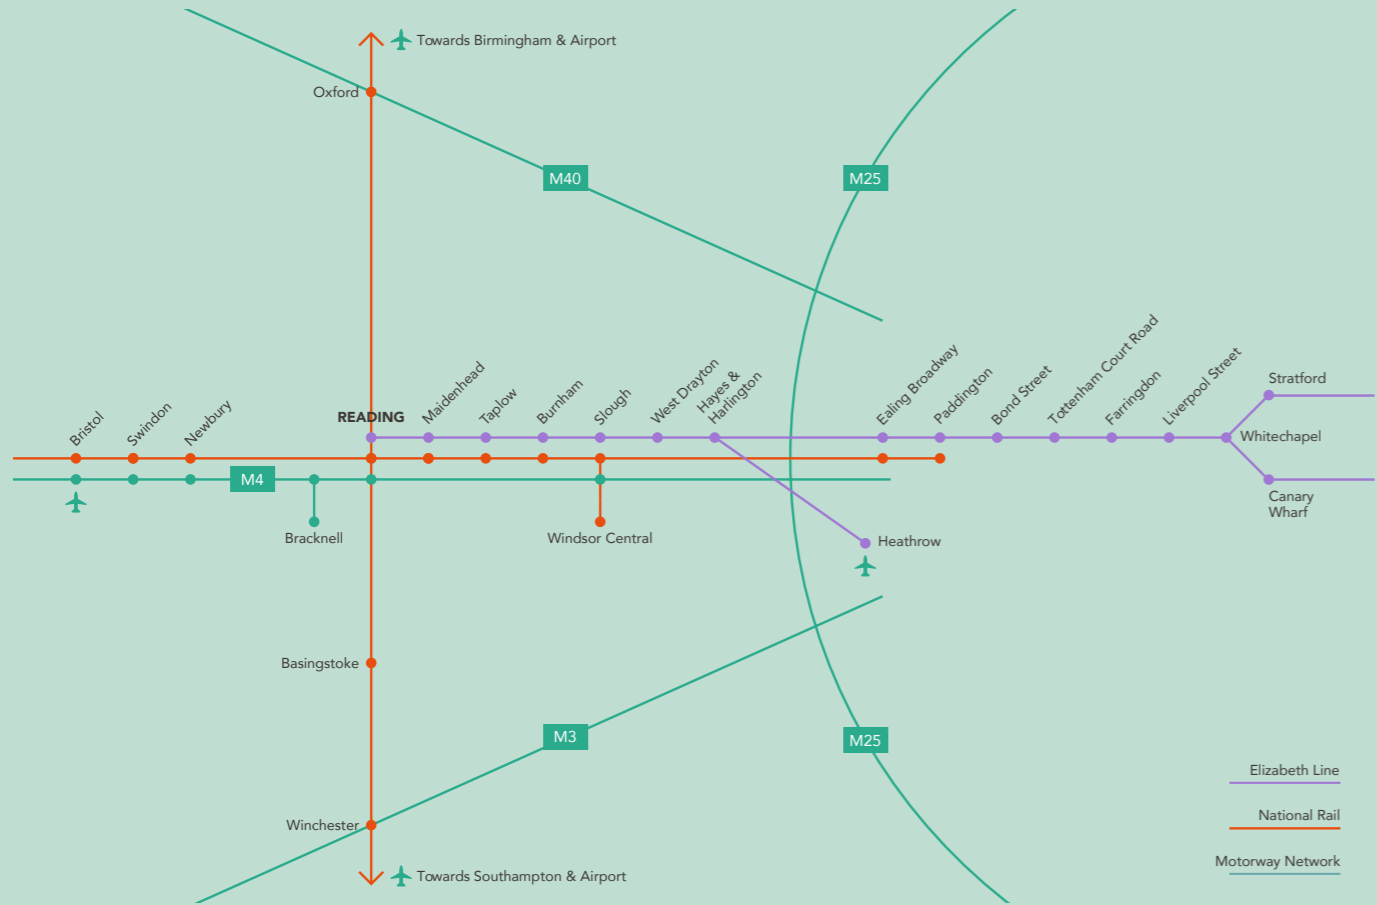 Towards Birmingham & Airport
Oxford
M40
M25
Bristol
Swindon
Newbury
READING
Maidenhead
Taplow
Burnham
Slough
West Drayton
Hayes &
Harlington
Ealing Broadway
Paddington
Bond Street
Tottenham Court Road
Farringdon
Liverpool Street
Stratford
Whitechapel
Canary
Wharf
M4
Bracknell
Windsor Central
Heathrow
Basingstoke
M3
M25
Winchester
Towards Southampton & Airport
Elizabeth Line
National Rail
Motorway Network